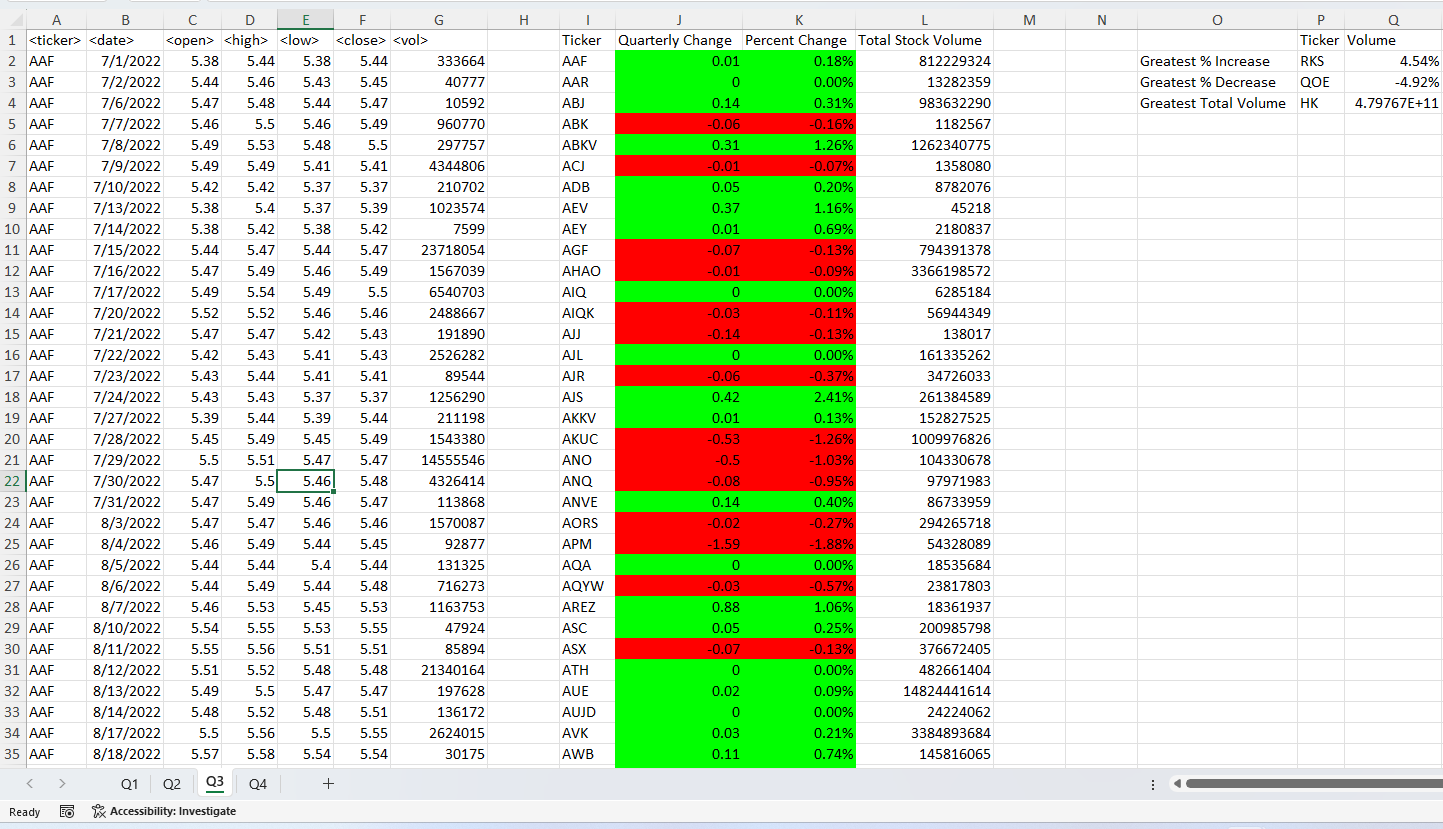 A B C D E F G H I J K L M N O P Q
1 <ticker> <date> <open> <high> <low> <close> <vol> Ticker Quarterly Change Percent Change Total Stock Volume Ticker Volume
2 AAF 7/1/2022 5.38 5.44 5.38 5.44 333664 AAF 0.01 0.18% 812229324 Greatest % Increase RKS 4.54%
3 AAF 7/2/2022 5.44 5.46 5.43 5.45 40777 AAR 0 0.00% 13282359 Greatest % Decrease QOE -4.92%
4 AAF 7/6/2022 5.47 5.48 5.44 5.47 10592 ABJ 0.14 0.31% 983632290 Greatest Total Volume HK 4.79767E+11
5 AAF 7/7/2022 5.46 5.5 5.46 5.49 960770 ABK -0.06 -0.16% 1182567
6 AAF 7/8/2022 5.49 5.53 5.48 5.5 297757 ABKV 0.31 1.26% 1262340775
7 AAF 7/9/2022 5.49 5.49 5.41 5.41 4344806 ACJ -0.01 -0.07% 1358080
8 AAF 7/10/2022 5.42 5.42 5.37 5.37 210702 ADB 0.05 0.20% 8782076
9 AAF 7/13/2022 5.38 5.4 5.37 5.39 1023574 AEV 0.37 1.16% 45218
10 AAF 7/14/2022 5.38 5.42 5.38 5.42 7599 AEY 0.01 0.69% 2180837
11 AAF 7/15/2022 5.44 5.47 5.44 5.47 23718054 AGF -0.07 -0.13% 794391378
12 AAF 7/16/2022 5.47 5.49 5.46 5.49 1567039 AHAO -0.01 -0.09% 3366198572
13 AAF 7/17/2022 5.49 5.54 5.49 5.5 6540703 AIQ 0 0.00% 6285184
14 AAF 7/20/2022 5.52 5.52 5.46 5.46 2488667 AIQK -0.03 -0.11% 56944349
15 AAF 7/21/2022 5.47 5.47 5.42 5.43 191890 AJJ -0.14 -0.13% 138017
16 AAF 7/22/2022 5.42 5.43 5.41 5.43 2526282 AJL 0 0.00% 161335262
17 AAF 7/23/2022 5.43 5.44 5.41 5.41 89544 AJR -0.06 -0.37% 34726033
18 AAF 7/24/2022 5.43 5.43 5.37 5.37 1256290 AJS 0.42 2.41% 261384589
19 AAF 7/27/2022 5.39 5.44 5.39 5.44 211198 AKKV 0.01 0.13% 152827525
20 AAF 7/28/2022 5.45 5.49 5.45 5.49 1543380 AKUC -0.53 -1.26% 1009976826
21 AAF 7/29/2022 5.5 5.51 5.47 5.47 14555546 ANO -0.5 -1.03% 104330678
22 AAF 7/30/2022 5.47 5.5 5.46 5.48 4326414 ANQ -0.08 -0.95% 97971983
23 AAF 7/31/2022 5.47 5.49 5.46 5.47 113868 ANVE 0.14 0.40% 86733959
24 AAF 8/3/2022 5.47 5.47 5.46 5.46 1570087 AORS -0.02 -0.27% 294265718
25 AAF 8/4/2022 5.46 5.49 5.44 5.45 92877 APM -1.59 -1.88% 54328089
26 AAF 8/5/2022 5.44 5.44 5.4 5.44 131325 AQA 0 0.00% 18535684
27 AAF 8/6/2022 5.44 5.49 5.44 5.48 716273 AQYW -0.03 -0.57% 23817803
28 AAF 8/7/2022 5.46 5.53 5.45 5.53 1163753 AREZ 0.88 1.06% 18361937
29 AAF 8/10/2022 5.54 5.55 5.53 5.55 47924 ASC 0.05 0.25% 200985798
30 AAF 8/11/2022 5.55 5.56 5.51 5.51 85894 ASX -0.07 -0.13% 376672405
31 AAF 8/12/2022 5.51 5.52 5.48 5.48 21340164 ATH 0 0.00% 482661404
32 AAF 8/13/2022 5.49 5.5 5.47 5.47 197628 AUE 0.02 0.09% 14824441614
33 AAF 8/14/2022 5.48 5.52 5.48 5.51 136172 AUJD 0 0.00% 24224062
34 AAF 8/17/2022 5.5 5.56 5.5 5.55 2624015 AVK 0.03 0.21% 3384893684
35 AAF 8/18/2022 5.57 5.58 5.54 5.54 30175 AWB 0.11 0.74% 145816065
Q1 Q2 Q3 Q4
Ready Accessibility: Investigate